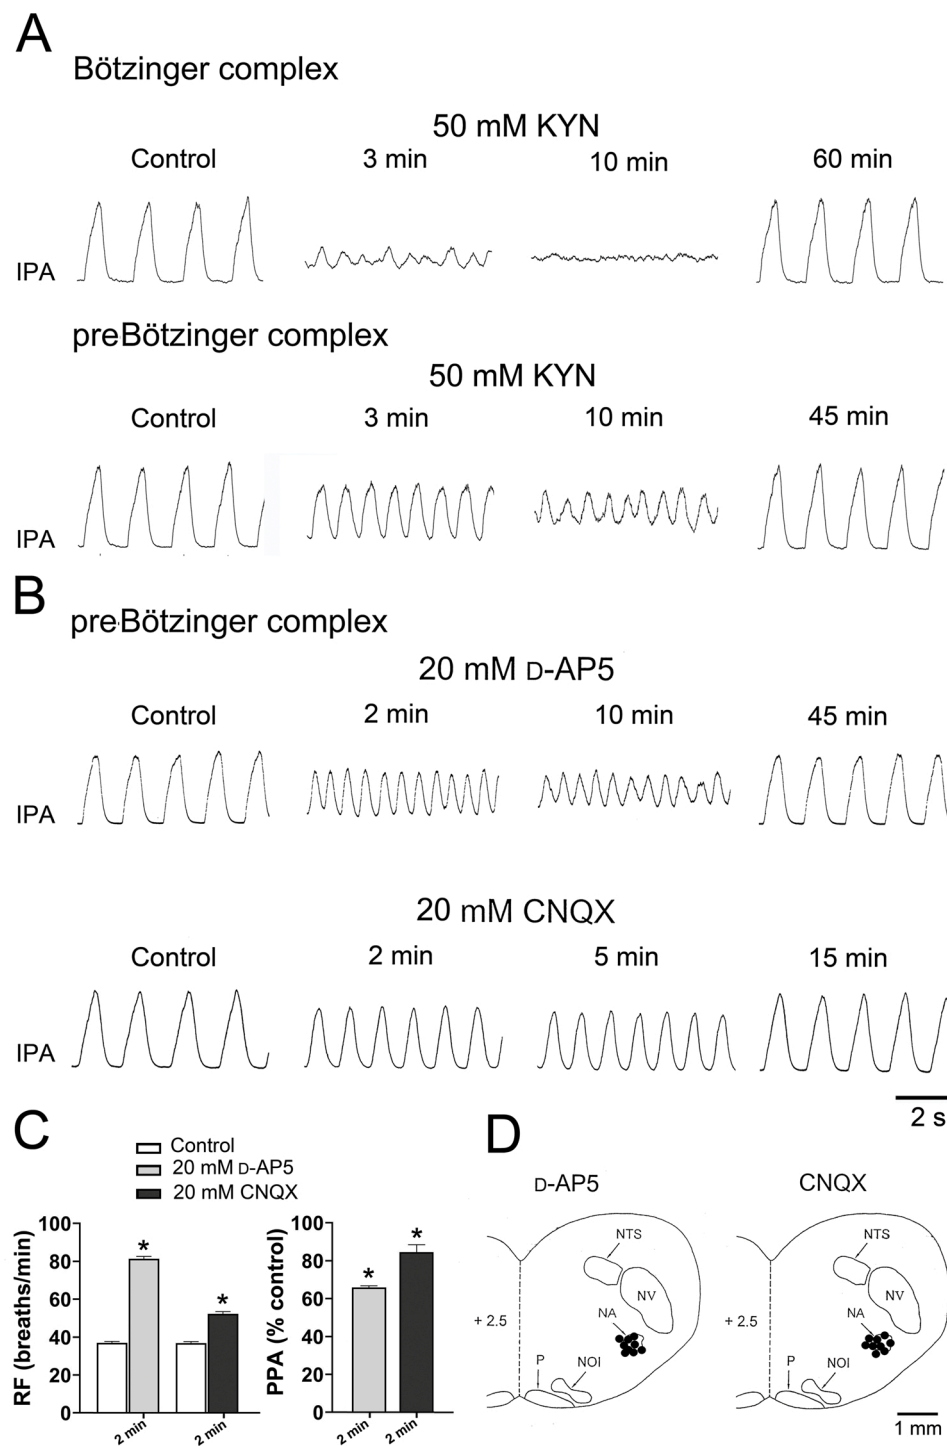 A
Bötzinger complex
50 mM KYN
Control 3 min 10 min 60 min
IPA
preBötzinger complex
50 mM KYN
Control 3 min 10 min 45 min
IPA
B
preBötzinger complex
20 mM D-AP5
Control 2 min 10 min 45 min
IPA
20 mM CNQX
Control 2 min 5 min 15 min
IPA
2 s
C
Control
20 mM D-AP5
20 mM CNQX
RF (breaths/min)
100
80
60
40
20
0
*
*
2 min 2 min
PPA (% control)
100
80
60
40
20
0
*
*
2 min 2 min
D
D-AP5
NTS
NV
NA
+ 2.5
P
NOI
CNQX
NTS
NV
NA
+ 2.5
P
NOI
1 mm